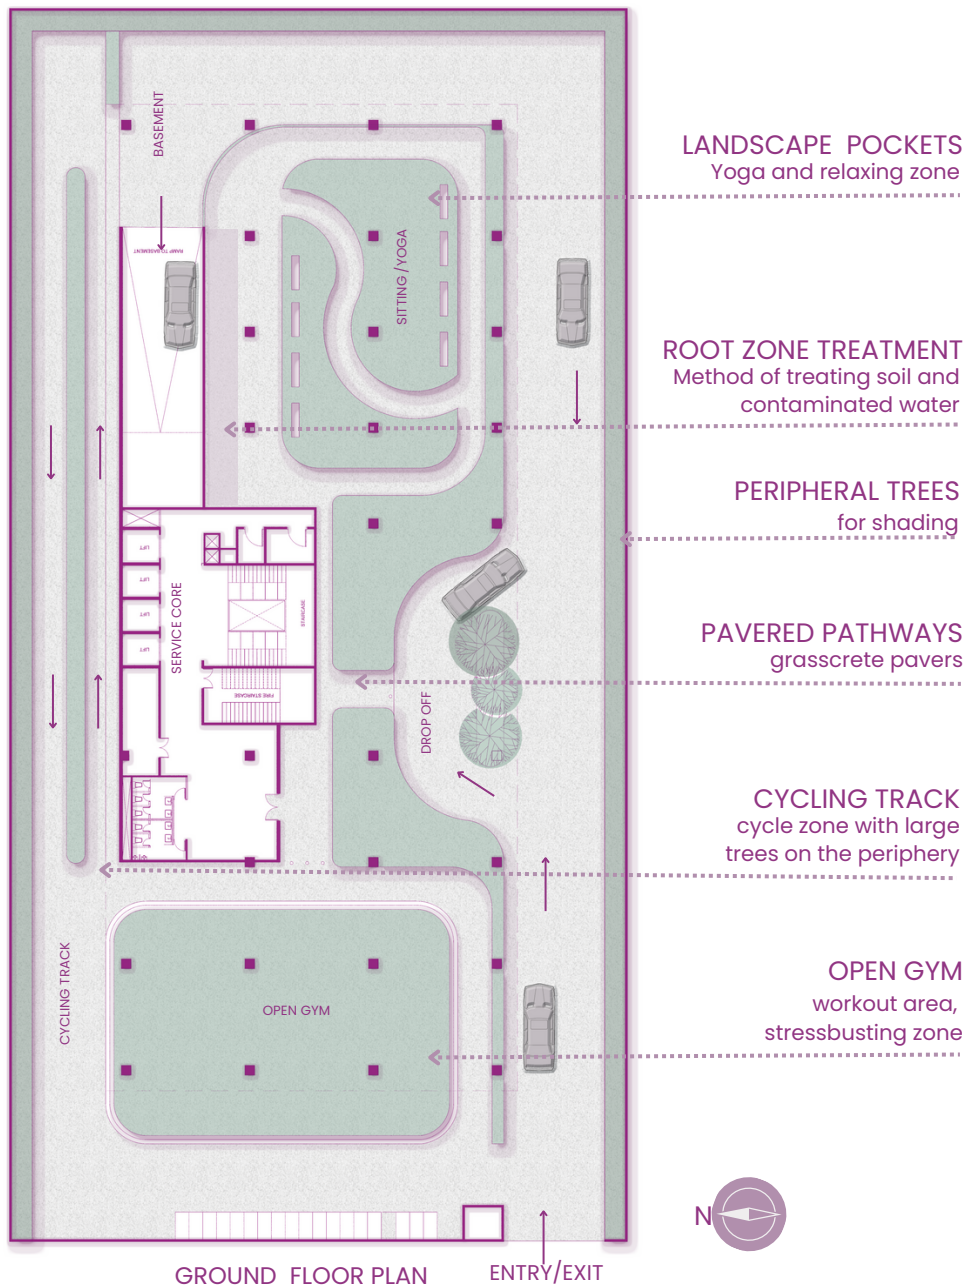 BASEMENT
LANDSCAPE POCKETS
Yoga and relaxing zone
RAMP TO BASEMENT
SITTING /YOGA
ROOT ZONE TREATMENT
Method of treating soil and
contaminated water
PERIPHERAL TREES
for shading
LIFT
LIFT
LIFT
LIFT
SERVICE CORE
STAIRCASE
FIRE STAIRCASE
PAVERED PATHWAYS
grasscrete pavers
DROP OFF
CYCLING TRACK
cycle zone with large
trees on the periphery
CYCLING TRACK
OPEN GYM
OPEN GYM
workout area,
stressbusting zone
N
GROUND FLOOR PLAN
ENTRY/EXIT